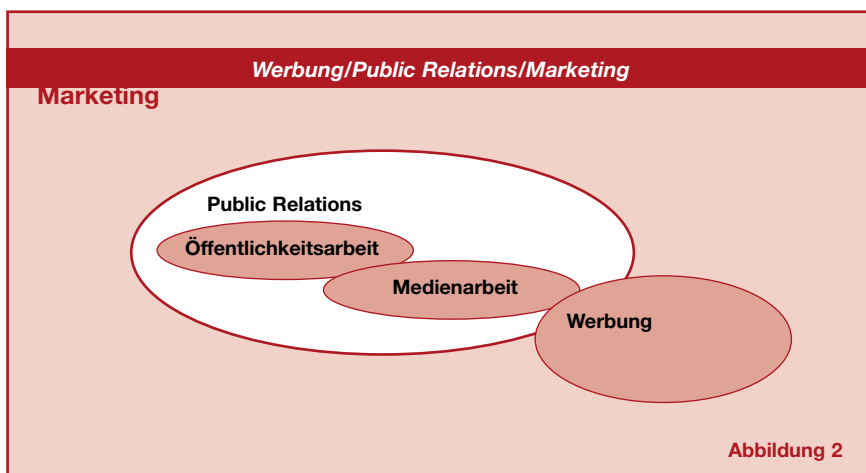 Werbung/Public Relations/Marketing
Marketing
Public Relations
Öffentlichkeitsarbeit
Medienarbeit
Werbung
Abbildung 2